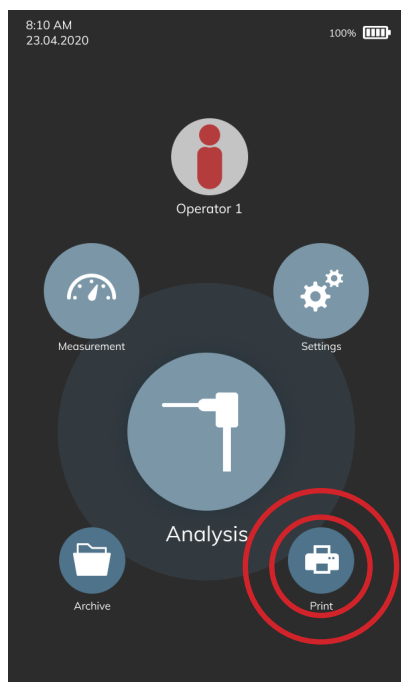 8:10 AM
23.04.2020
100%
Operator 1
Measurement
Settings
Analysis
Archive
Print